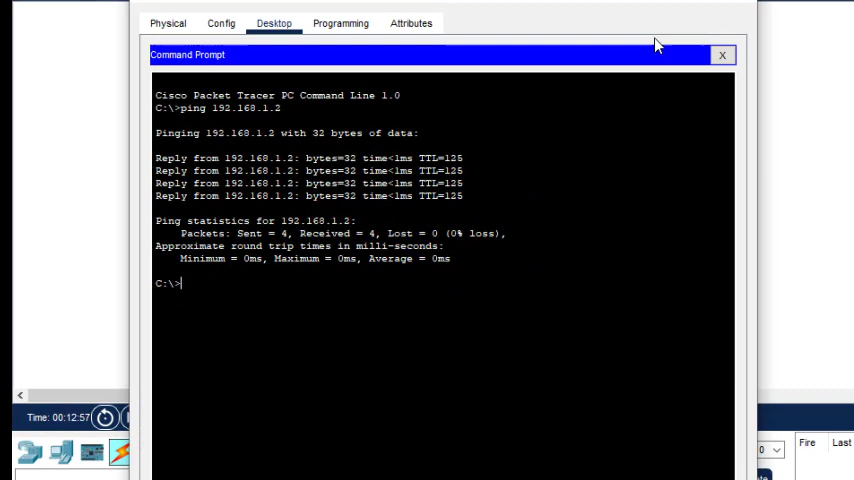 Physical Config Desktop Programming Attributes
Command Prompt X
Cisco Packet Tracer PC Command Line 1.0
C:\>ping 192.168.1.2
Pinging 192.168.1.2 with 32 bytes of data:
Reply from 192.168.1.2: bytes=32 time<1ms TTL=125
Reply from 192.168.1.2: bytes=32 time<1ms TTL=125
Reply from 192.168.1.2: bytes=32 time<1ms TTL=125
Reply from 192.168.1.2: bytes=32 time<1ms TTL=125
Ping statistics for 192.168.1.2:
Packets: Sent = 4, Received = 4, Lost = 0 (0% loss),
Approximate round trip times in milli-seconds:
Minimum = 0ms, Maximum = 0ms, Average = 0ms
C:\>
Time: 00:12:57
0 Fire Last